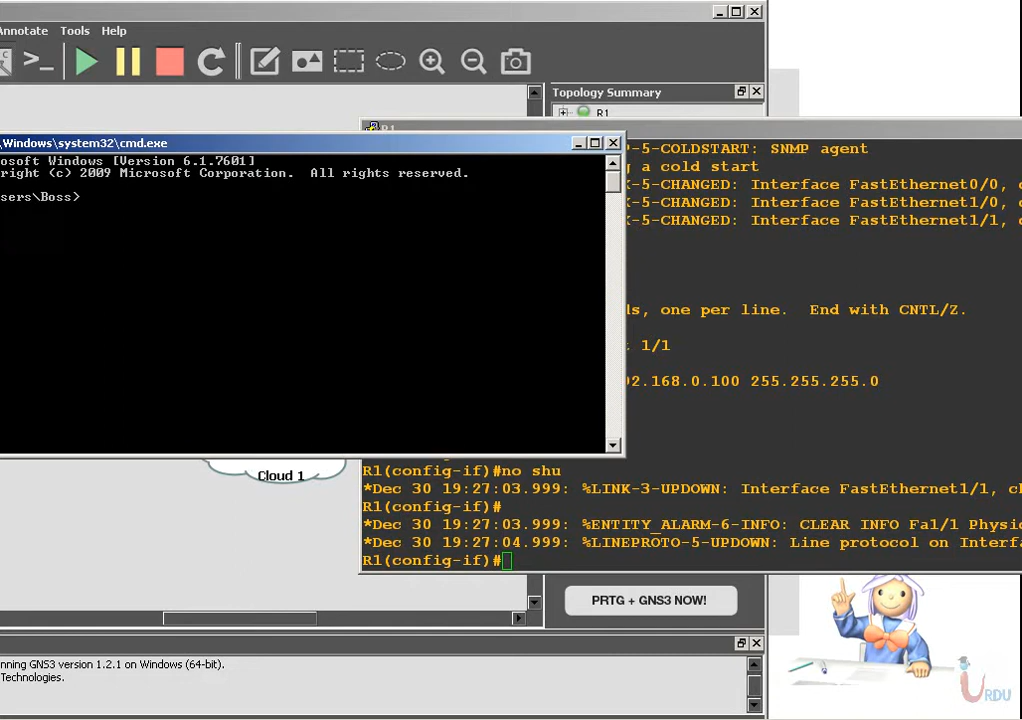 Annotate Tools Help
Topology Summary
R1
R1
\Windows\system32\cmd.exe
osoft Windows [Version 6.1.7601]
right (c) 2009 Microsoft Corporation. All rights reserved.
sers\Boss>
P-5-COLDSTART: SNMP agent
g a cold start
K-5-CHANGED: Interface FastEthernet0/0, c
K-5-CHANGED: Interface FastEthernet1/0,
K-5-CHANGED: Interface FastEthernet1/1, c
ds, one per line. End with CNTL/Z.
1/1
92.168.0.100 255.255.255.0
Cloud 1
R1(config-if)#no shu
*Dec 30 19:27:03.999: %LINK-3-UPDOWN: Interface FastEthernet1/1, ch
R1(config-if)#
*Dec 30 19:27:03.999: %ENTITY_ALARM-6-INFO: CLEAR INFO Fa1/1 Physic
*Dec 30 19:27:04.999: %LINEPROTO-5-UPDOWN: Line protocol on Interfa
R1(config-if)#
PRTG + GNS3 NOW!
nning GNS3 version 1.2.1 on Windows (64-bit).
Technologies.
URDU